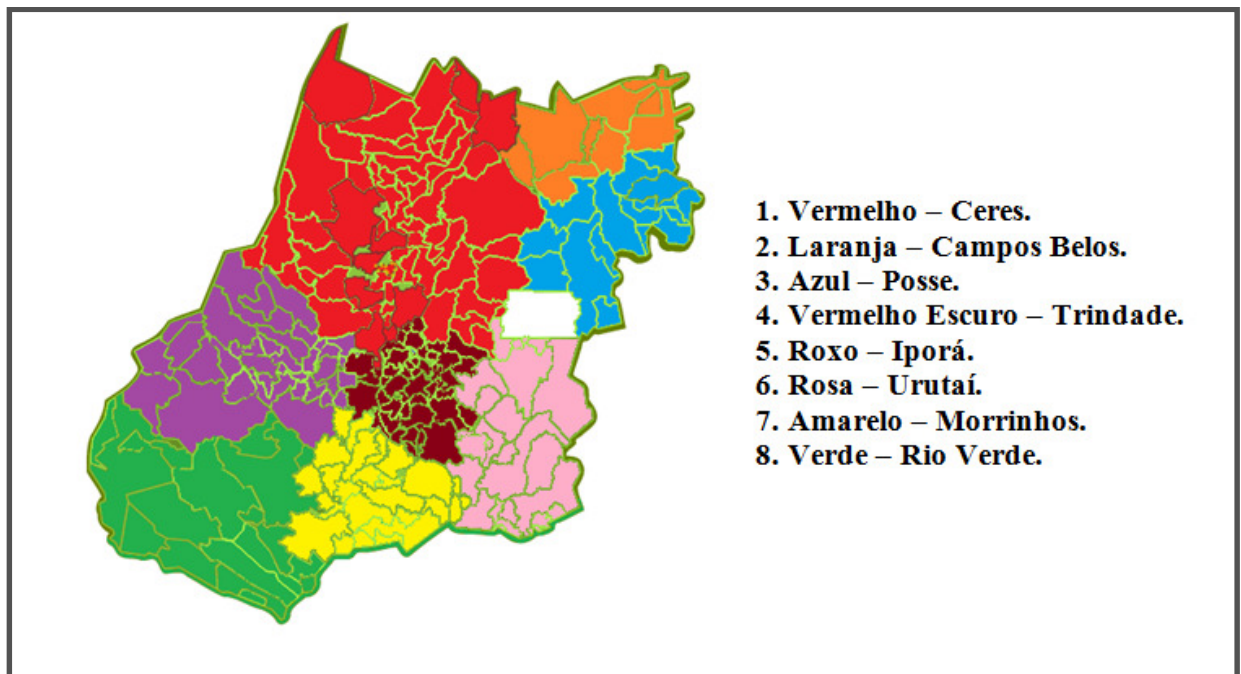 1. Vermelho – Ceres.
2. Laranja – Campos Belos.
3. Azul – Posse.
4. Vermelho Escuro – Trindade.
5. Roxo – Iporá.
6. Rosa – Urutaí.
7. Amarelo – Morrinhos.
8. Verde – Rio Verde.